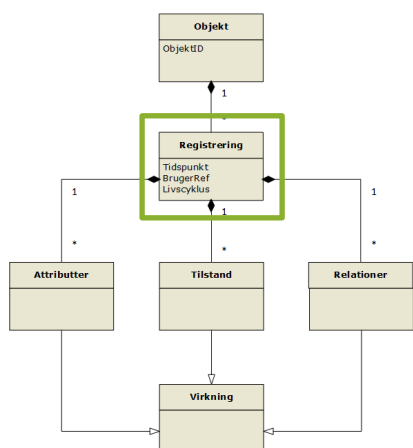 Objekt
ObjektID
1
*
Registrering
Tidspunkt
BrugerRef
Livscyklus
1
1
1
*
*
*
Attributter
Tilstand
Relationer
Virkning